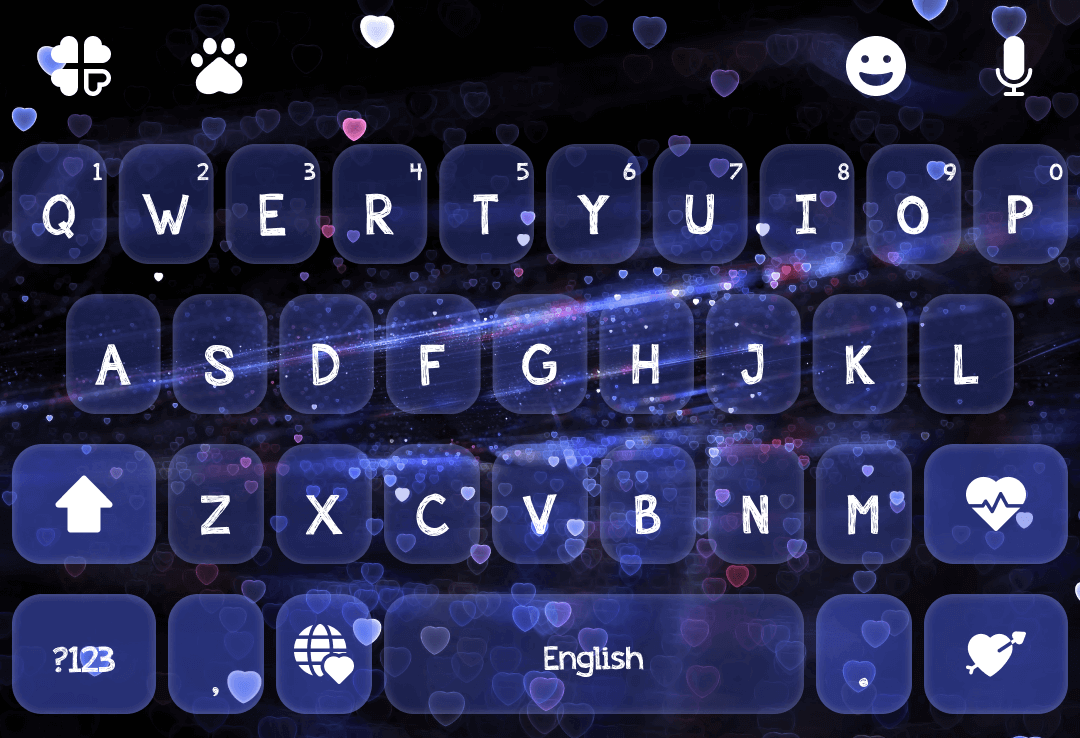 1 2 3 4 5 6 7 8 9 0
Q W E R T Y U I O P
A S D F G H J K L
Z X C V B N M
?123 , English .